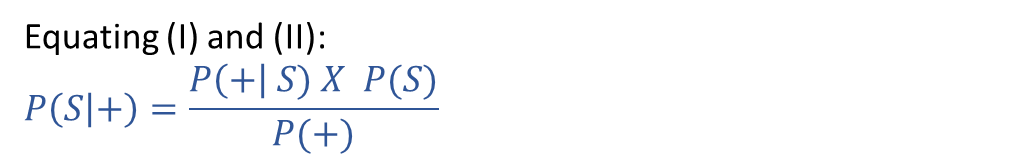 Equating (I) and (II):
P(S|+) = P(+| S) X P(S) / P(+)